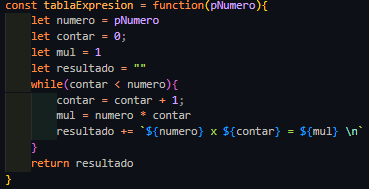 const tablaExpresion = function(pNumero){
let numero = pNumero
let contar = 0;
let mul = 1
let resultado = ""
while(contar < numero){
contar = contar + 1;
mul = numero * contar
resultado += `${numero} x ${contar} = ${mul} \n`
}
return resultado
}